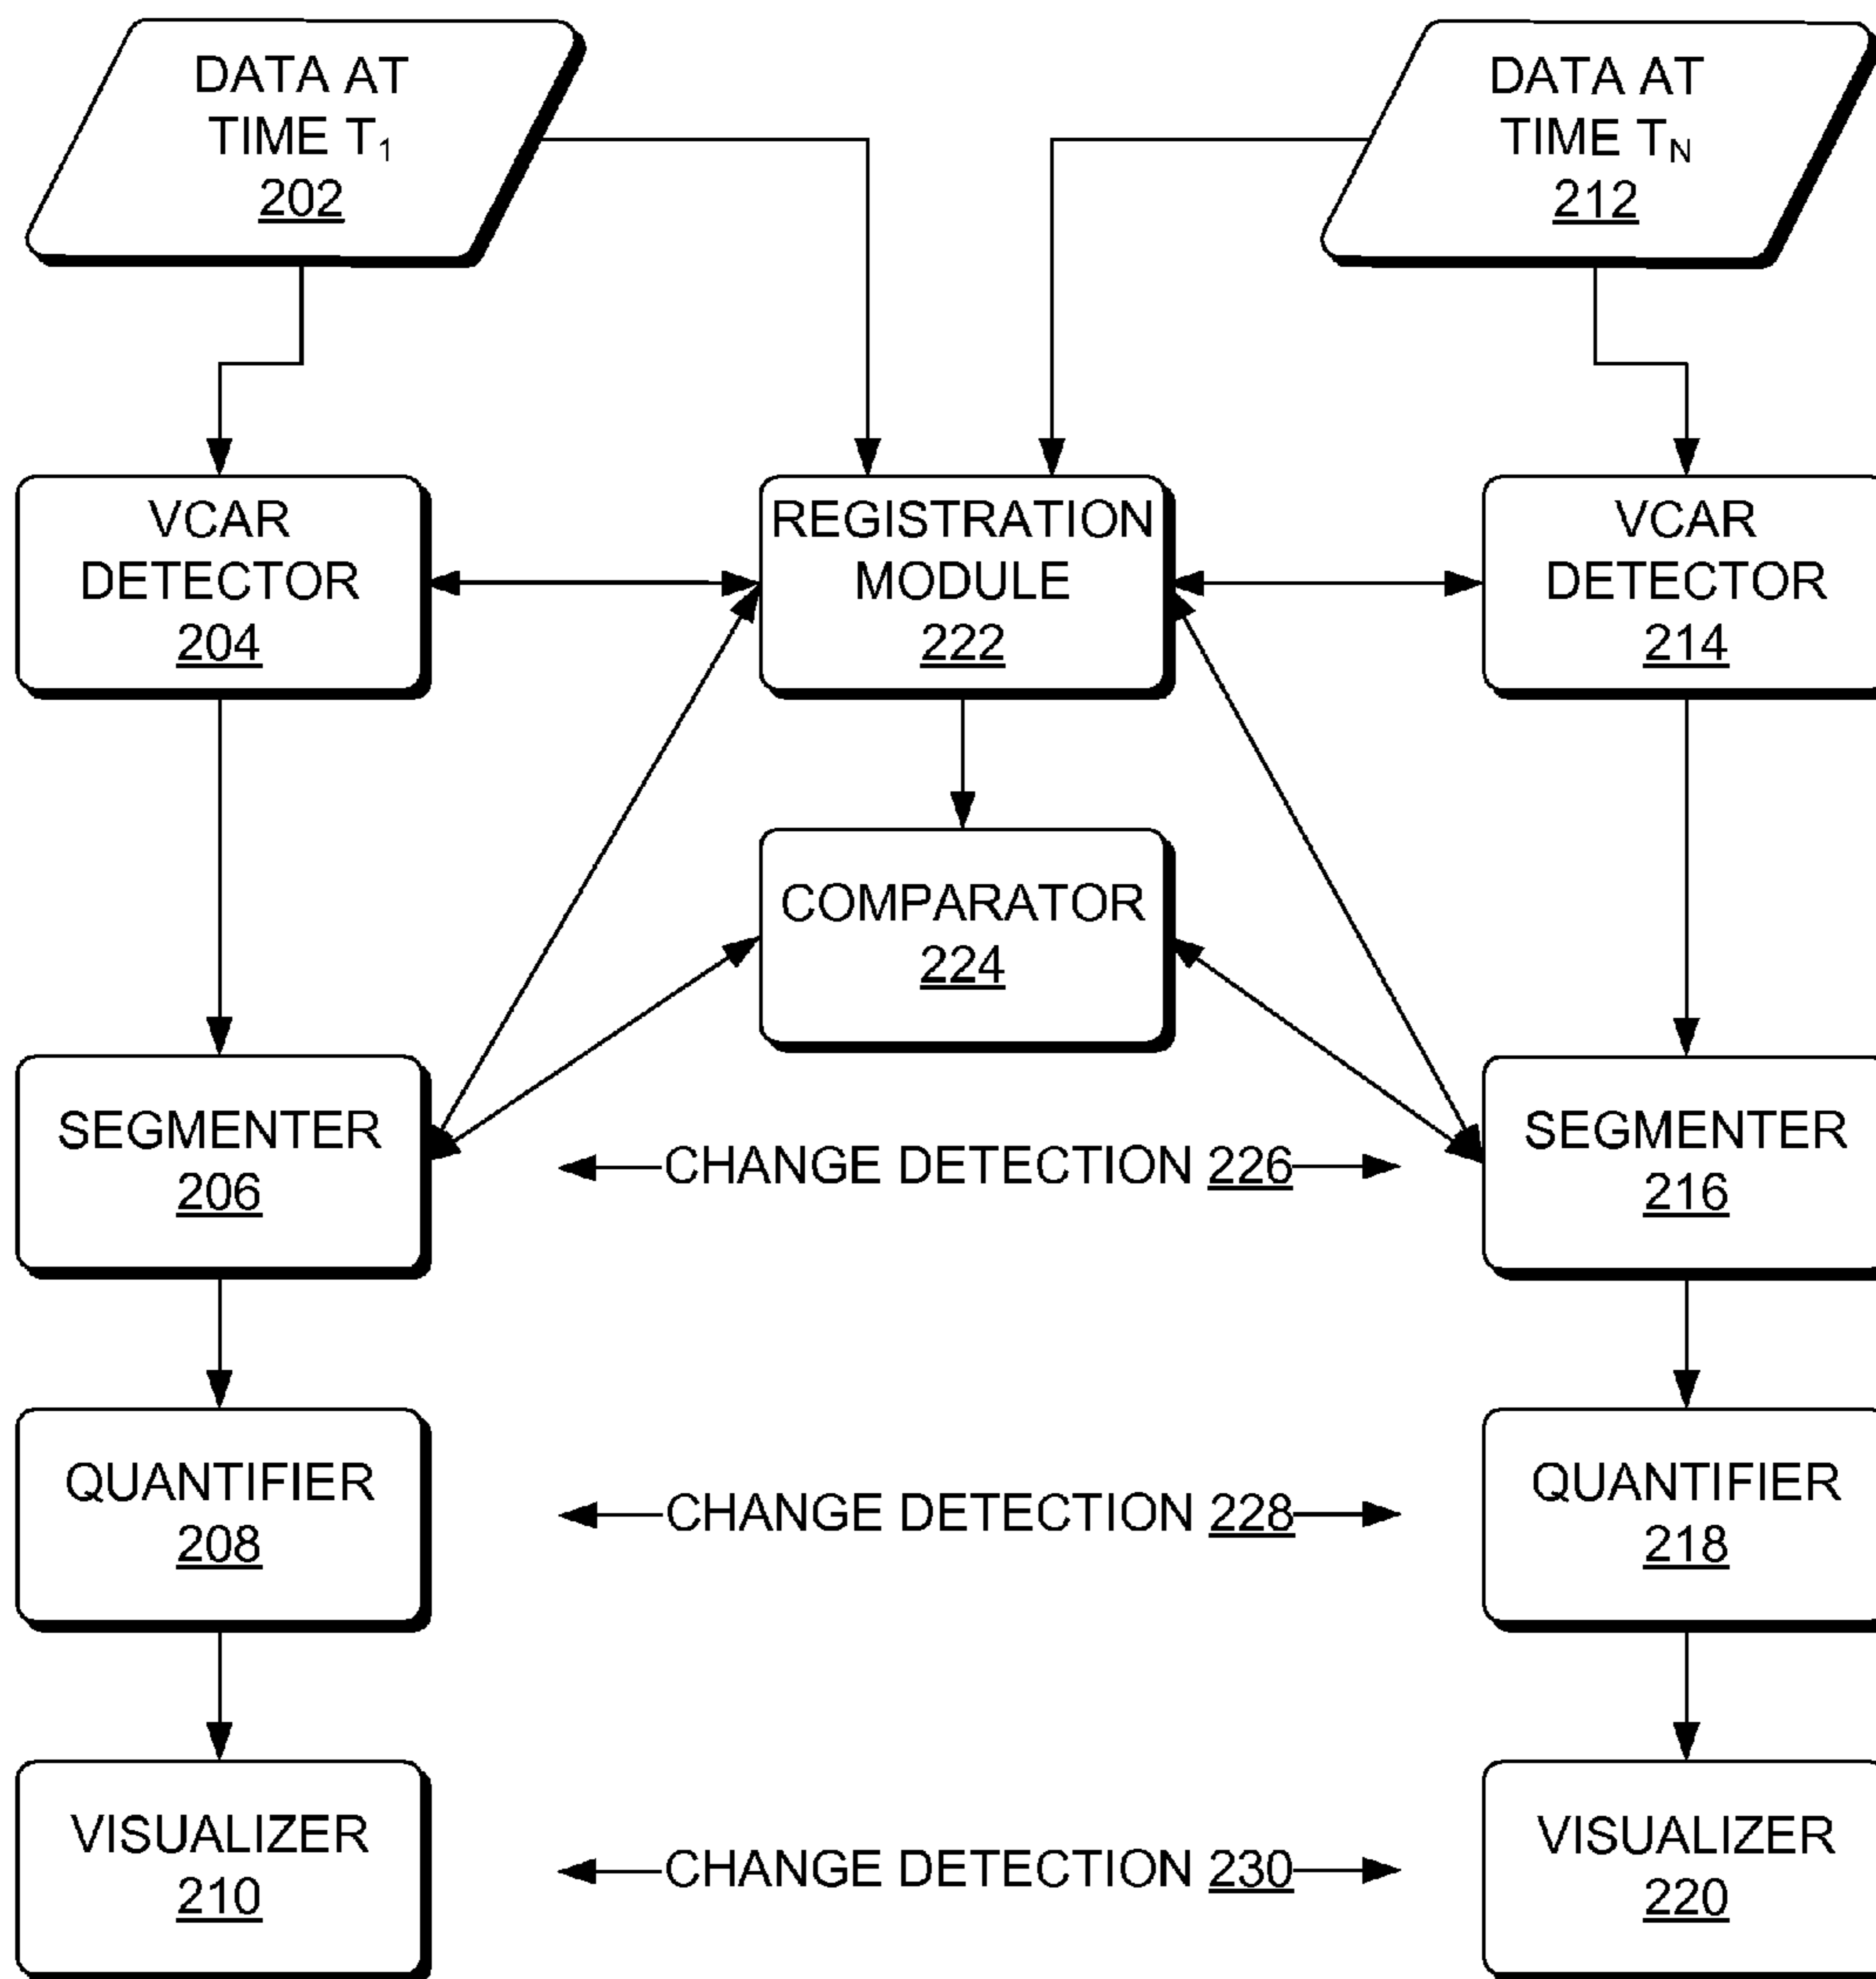 DATA AT
TIME T₁
202
DATA AT
TIME T_N
212
VCAR
DETECTOR
204
REGISTRATION
MODULE
222
VCAR
DETECTOR
214
COMPARATOR
224
SEGMENTER
206
CHANGE DETECTION 226
SEGMENTER
216
QUANTIFIER
208
CHANGE DETECTION 228
QUANTIFIER
218
VISUALIZER
210
CHANGE DETECTION 230
VISUALIZER
220